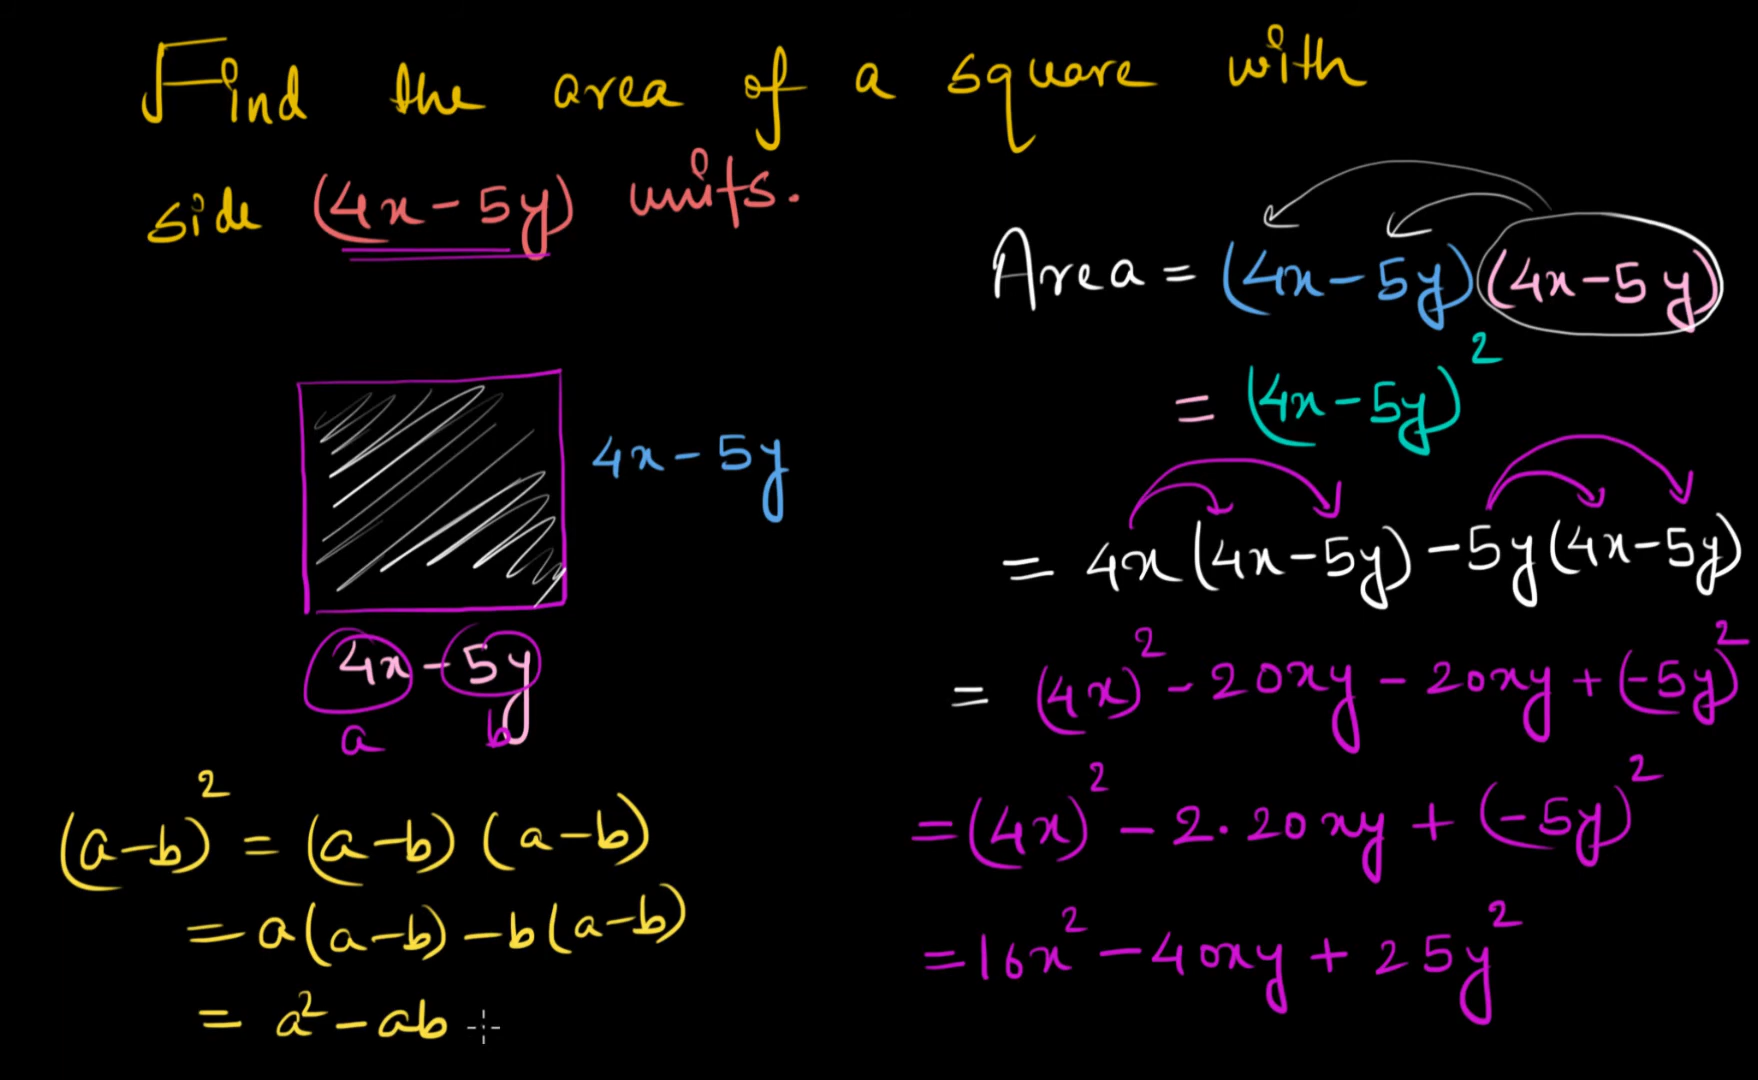 Find the area of a square with
side (4x-5y) units.
Area = (4x-5y)(4x-5y)
= (4x-5y)²
4x-5y
= 4x(4x-5y)-5y(4x-5y)
4x-5y
a b
= (4x)²-20xy-20xy+(-5y)²
=(4x)²-2.20xy+(-5y)²
=16x²-40xy+25y²
(a-b)² = (a-b) (a-b)
=a(a-b)-b(a-b)
= a²-ab